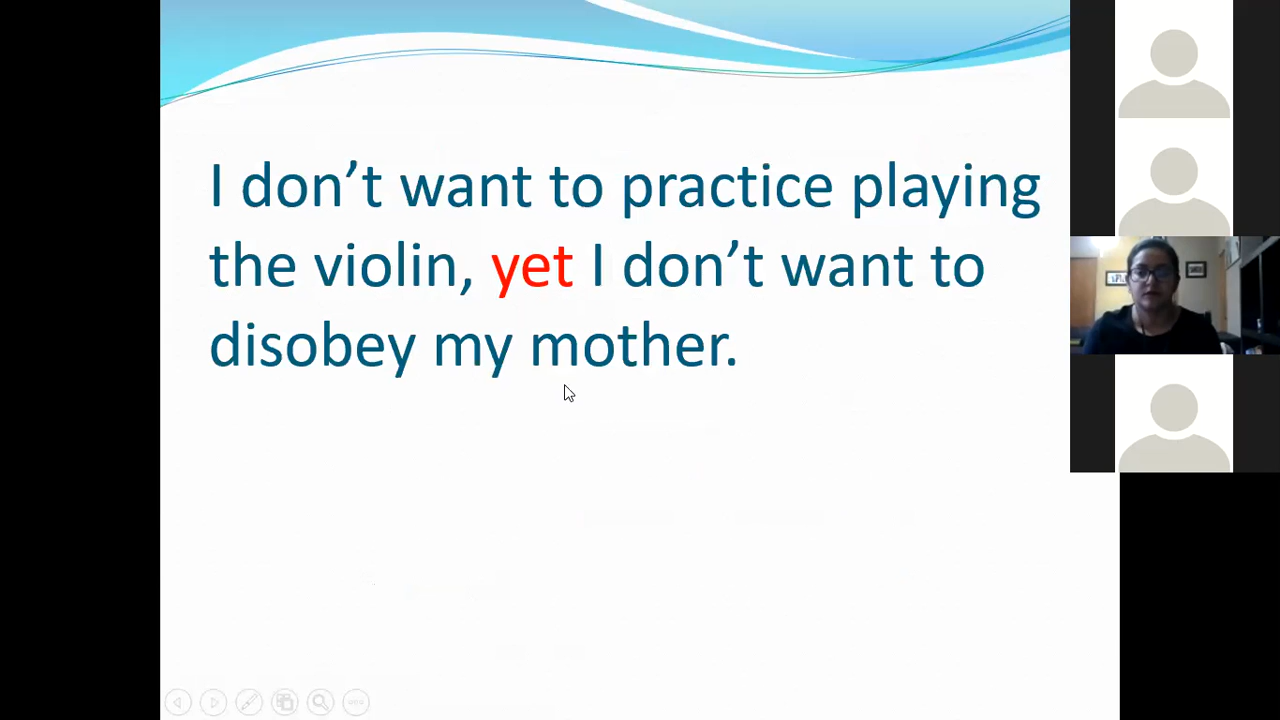 I don’t want to practice playing
the violin, yet I don’t want to
disobey my mother.